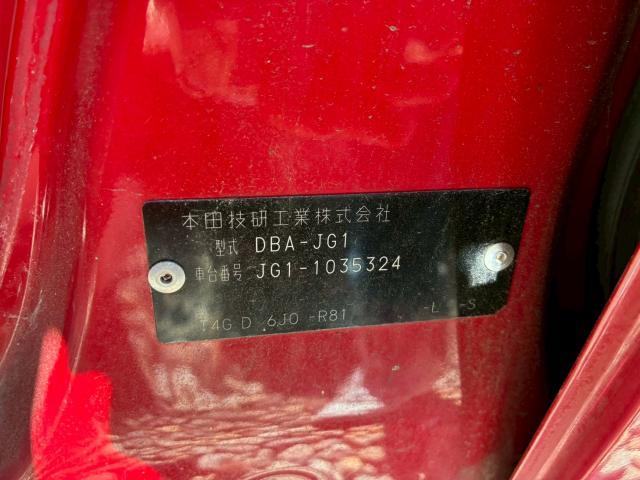 本田技研工業株式会社
型式 DBA-JG1
車台番号 JG1-1035324
T4G D 6J0 -R81 -L -S